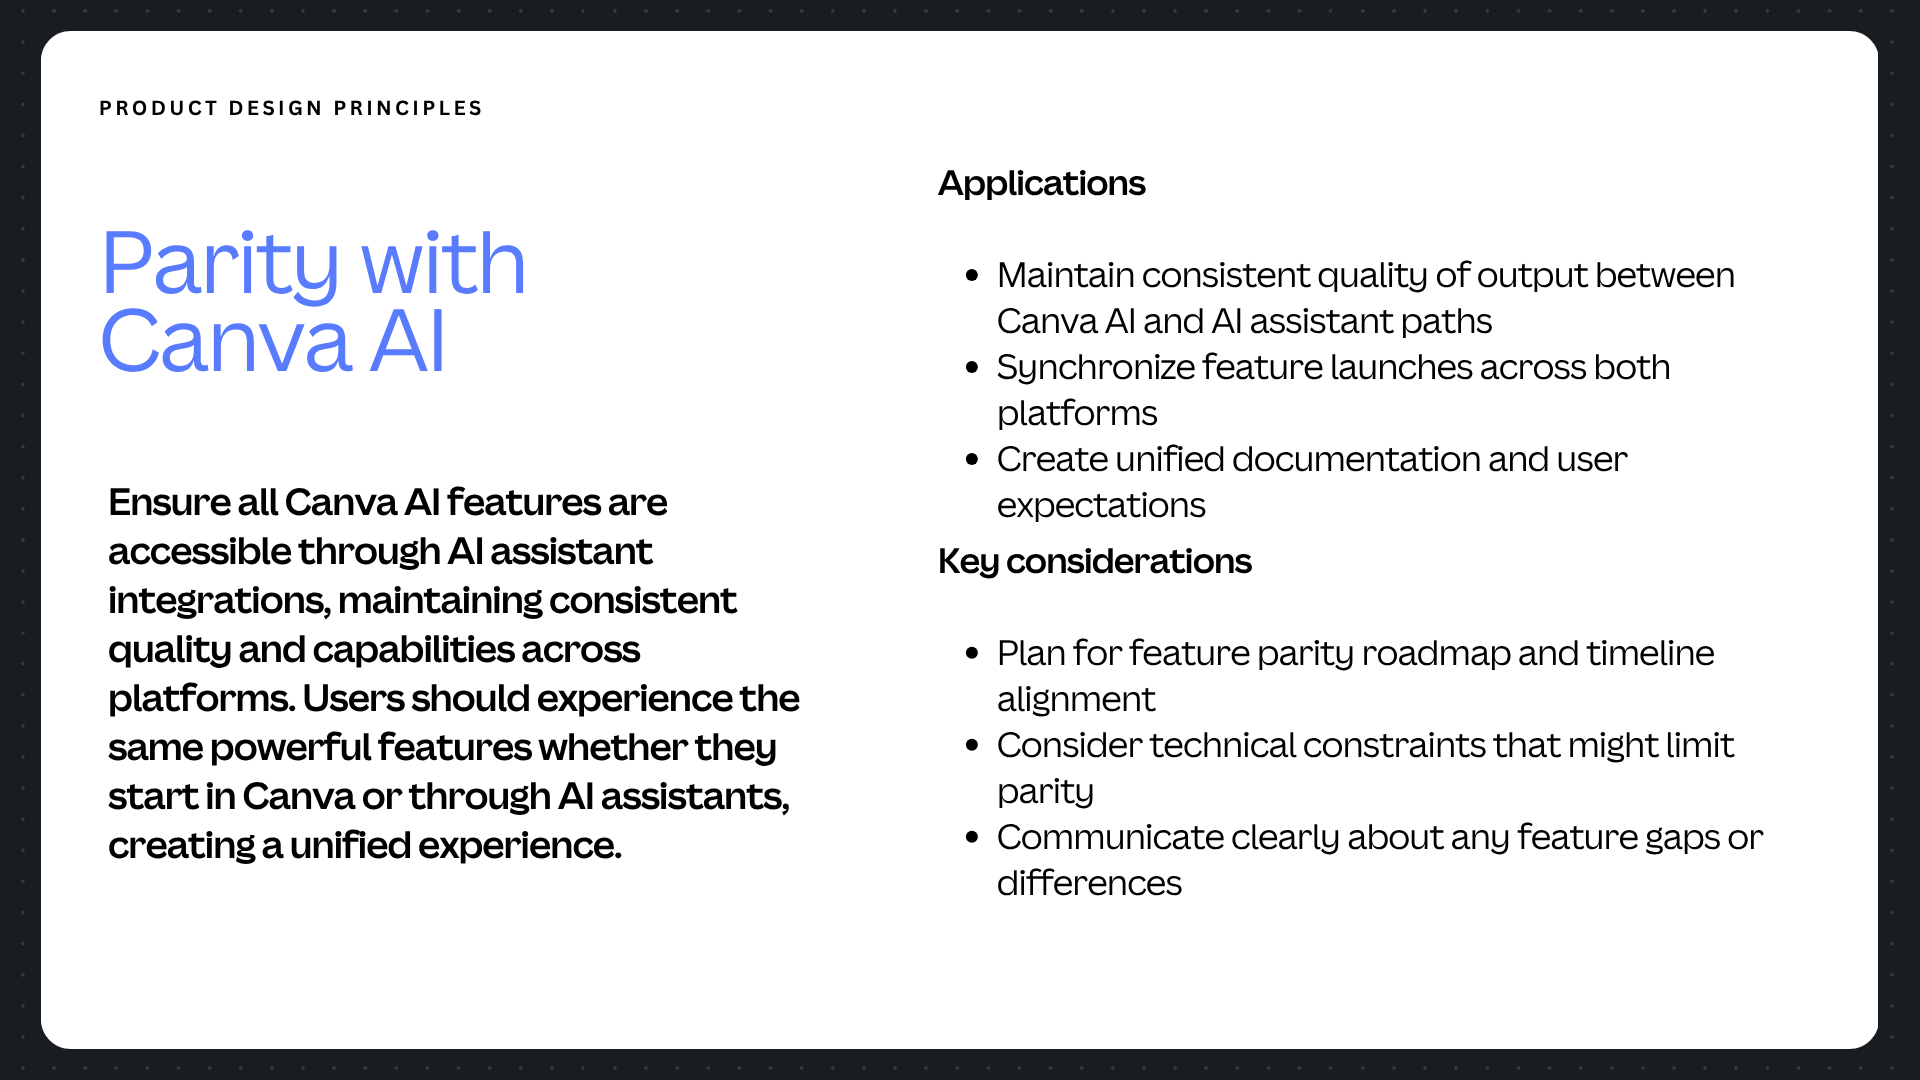 PRODUCT DESIGN PRINCIPLES
Parity with
Canva AI
Ensure all Canva AI features are
accessible through AI assistant
integrations, maintaining consistent
quality and capabilities across
platforms. Users should experience the
same powerful features whether they
start in Canva or through AI assistants,
creating a unified experience.
Applications
• Maintain consistent quality of output between
Canva AI and AI assistant paths
• Synchronize feature launches across both
platforms
• Create unified documentation and user
expectations
Key considerations
• Plan for feature parity roadmap and timeline
alignment
• Consider technical constraints that might limit
parity
• Communicate clearly about any feature gaps or
differences